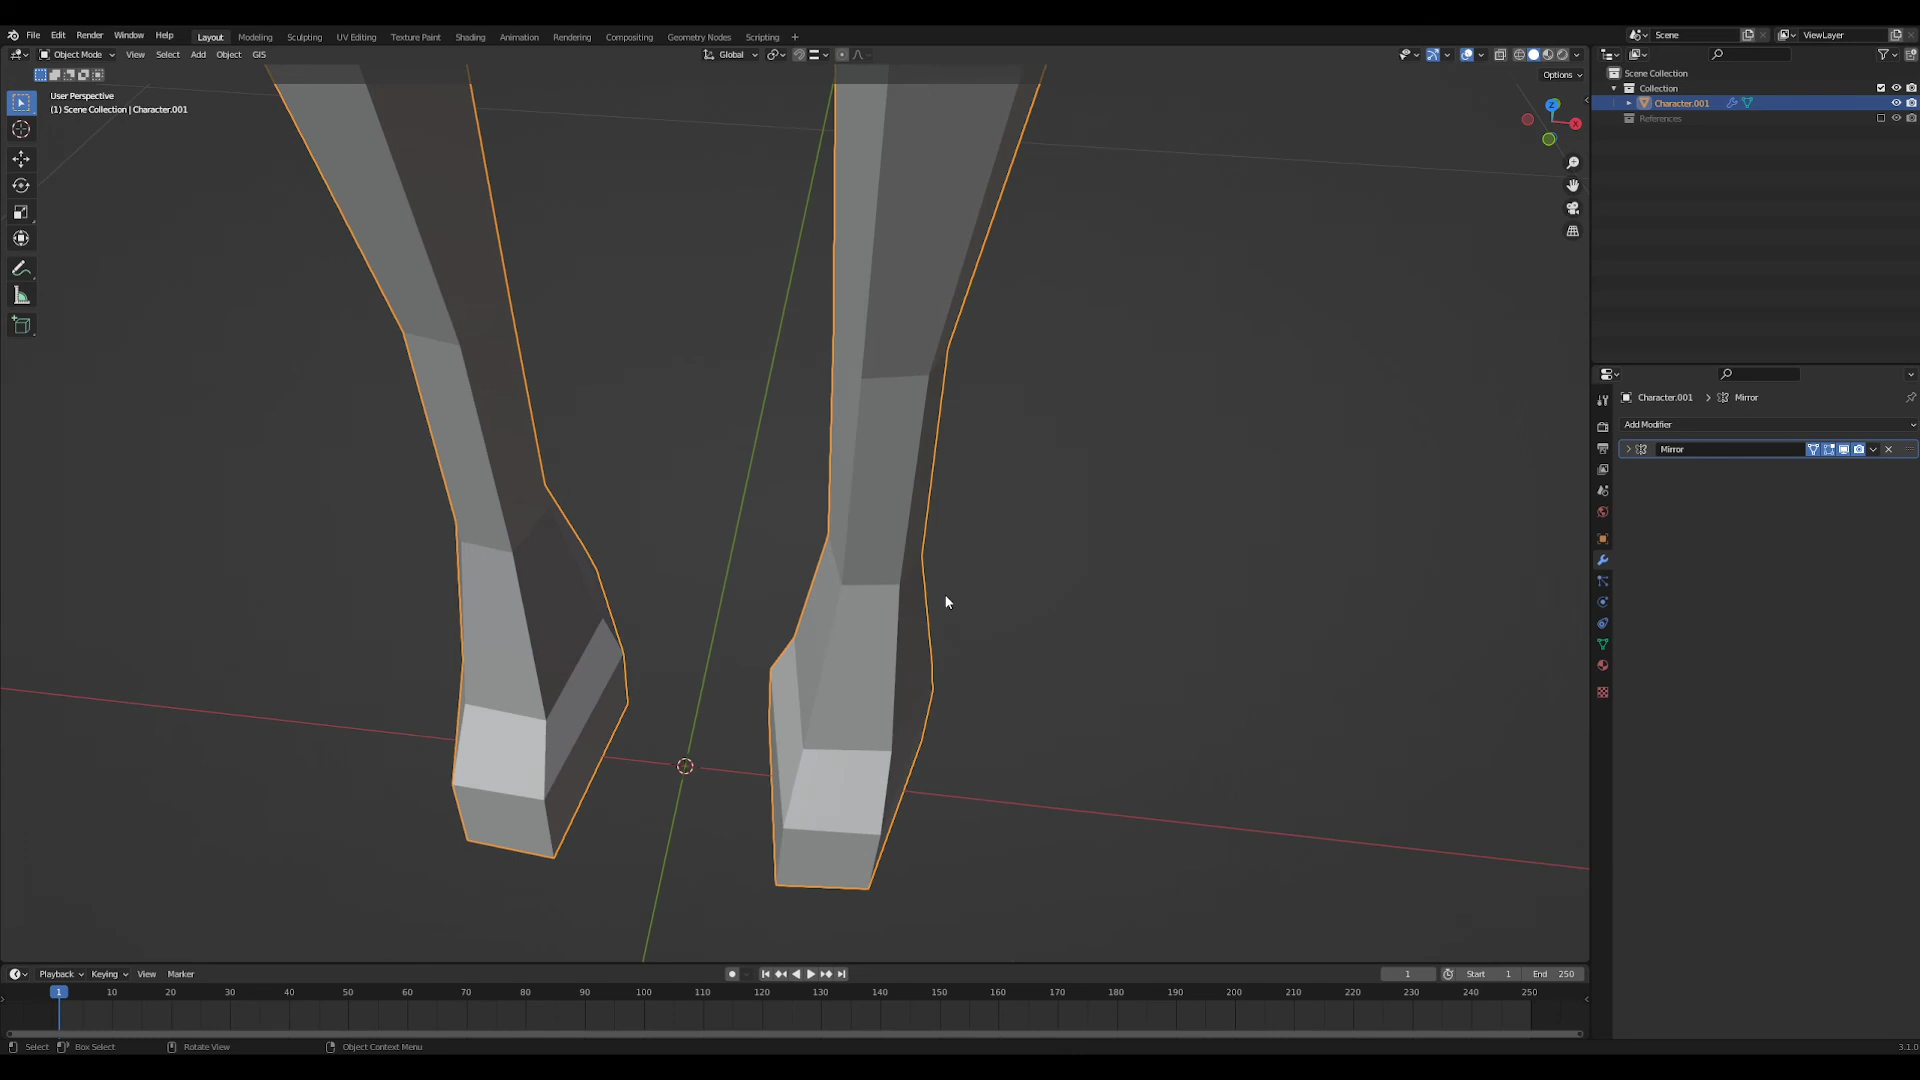 File Edit Render Window Help Layout Modeling Sculpting UV Editing Texture Paint Shading Animation Rendering Compositing Geometry Nodes Scripting + Scene ViewLayer
Object Mode View Select Add Object GIS Global
Options
User Perspective
(1) Scene Collection | Character.001
Z
X
Scene Collection
Collection
Character.001
References
Character.001 > Mirror
Add Modifier
Mirror
Playback Keying View Marker 1 Start 1 End 250
1 10 20 30 40 50 60 70 80 90 100 110 120 130 140 150 160 170 180 190 200 210 220 230 240 250
Select Box Select Rotate View Object Context Menu 3.1.0